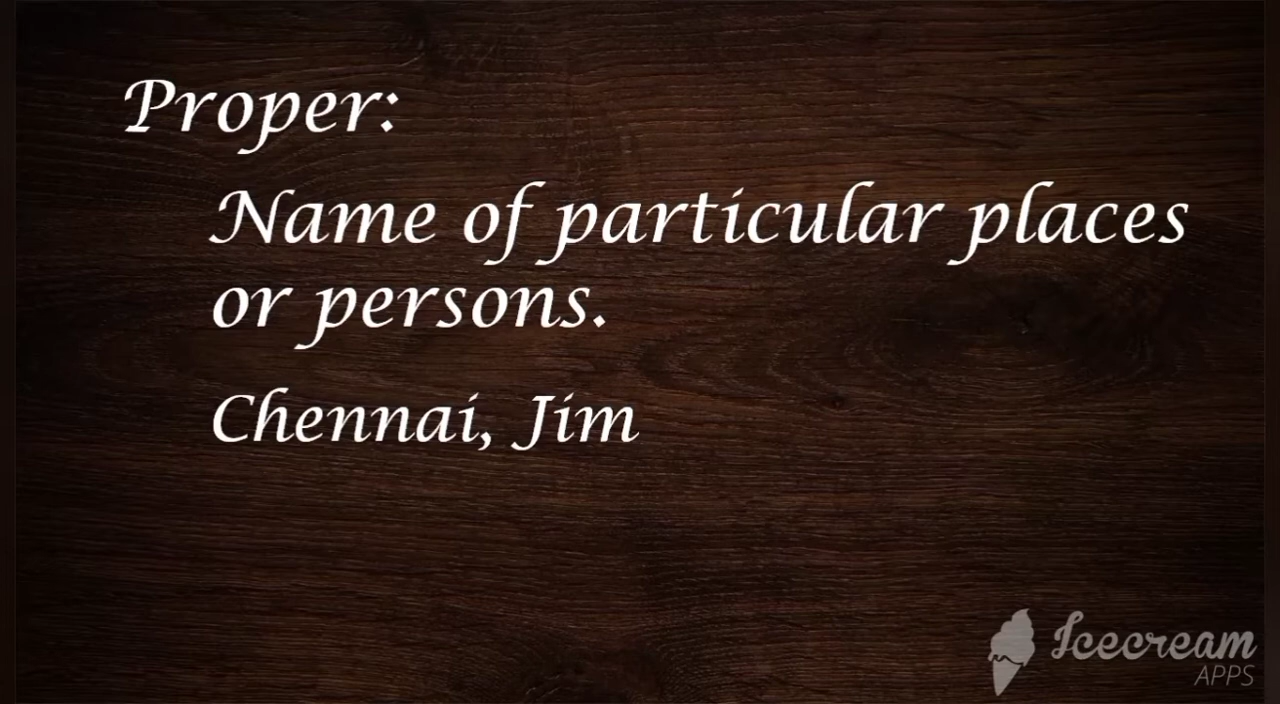 Proper:
Name of particular places
or persons.
Chennai, Jim
Icecream
APPS